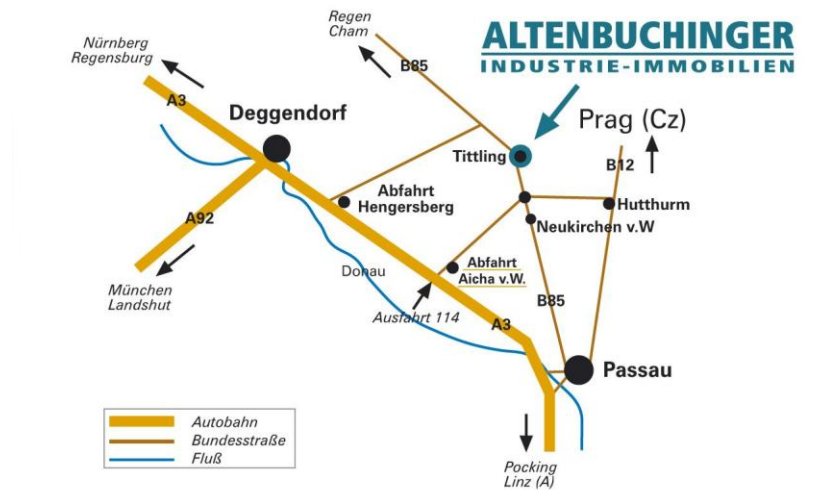 Regen
Cham
ALTENBUCHINGER
INDUSTRIE-IMMOBILIEN
Nürnberg
Regensburg
B85
A3
Deggendorf
Prag (Cz)
Tittling
B12
Abfahrt
Hengersberg
Hutthurm
A92
Neukirchen v.W
Donau
Abfahrt
Aicha v.W.
München
Landshut
B85
Ausfahrt 114
A3
Passau
Autobahn
Bundesstraße
Fluß
Pocking
Linz (A)